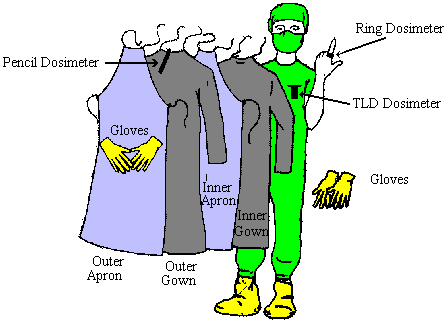 Ring Dosimeter
Pencil Dosimeter
TLD Dosimeter
Gloves
Gloves
Inner
Apron
Inner
Gown
Outer
Apron
Outer
Gown